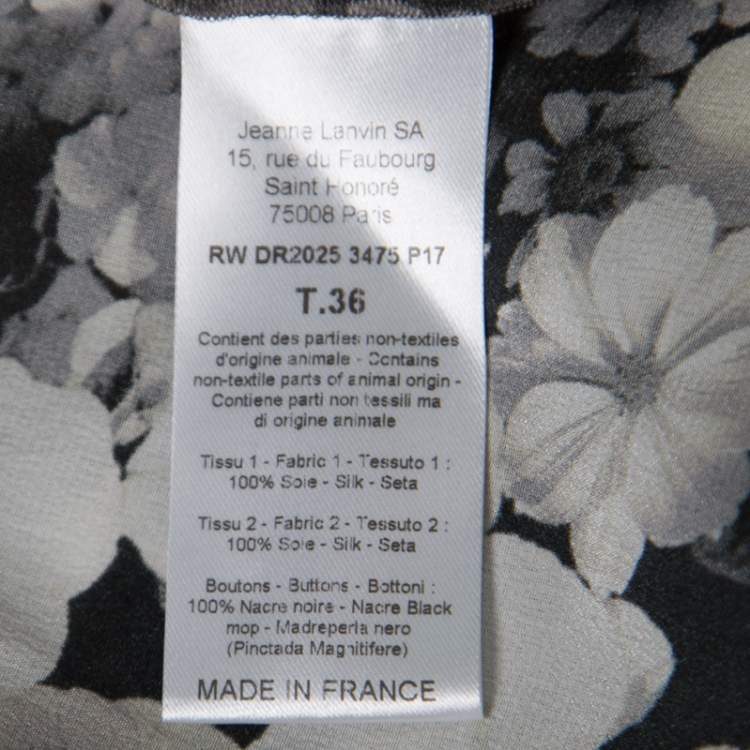 Jeanne Lanvin SA
15, rue du Faubourg
Saint Honoré
75008 Paris
RW DR2025 3475 P17
T.36
Contient des parties non-textiles
d'origine animale - Contains
non-textile parts of animal origin -
Contiene parti non tessili ma
di origine animale
Tissu 1 - Fabric 1 - Tessuto 1 :
100% Soie - Silk - Seta
Tissu 2 - Fabric 2 - Tessuto 2 :
100% Soie - Silk - Seta
Boutons - Buttons - Bottoni :
100% Nacre noire - Nacre Black
mop - Madreperla nero
(Pinctada Magnitifere)
MADE IN FRANCE